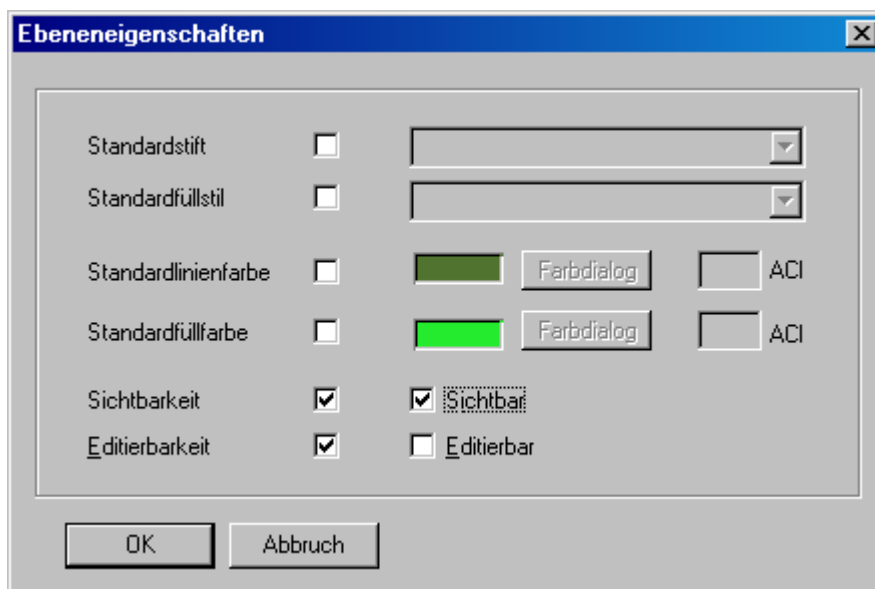 Ebeneneigenschaften
Standardstift
Standardfüllstil
Standardlinienfarbe Farbdialog ACI
Standardfüllfarbe Farbdialog ACI
Sichtbarkeit Sichtbar
Editierbarkeit Editierbar
OK Abbruch